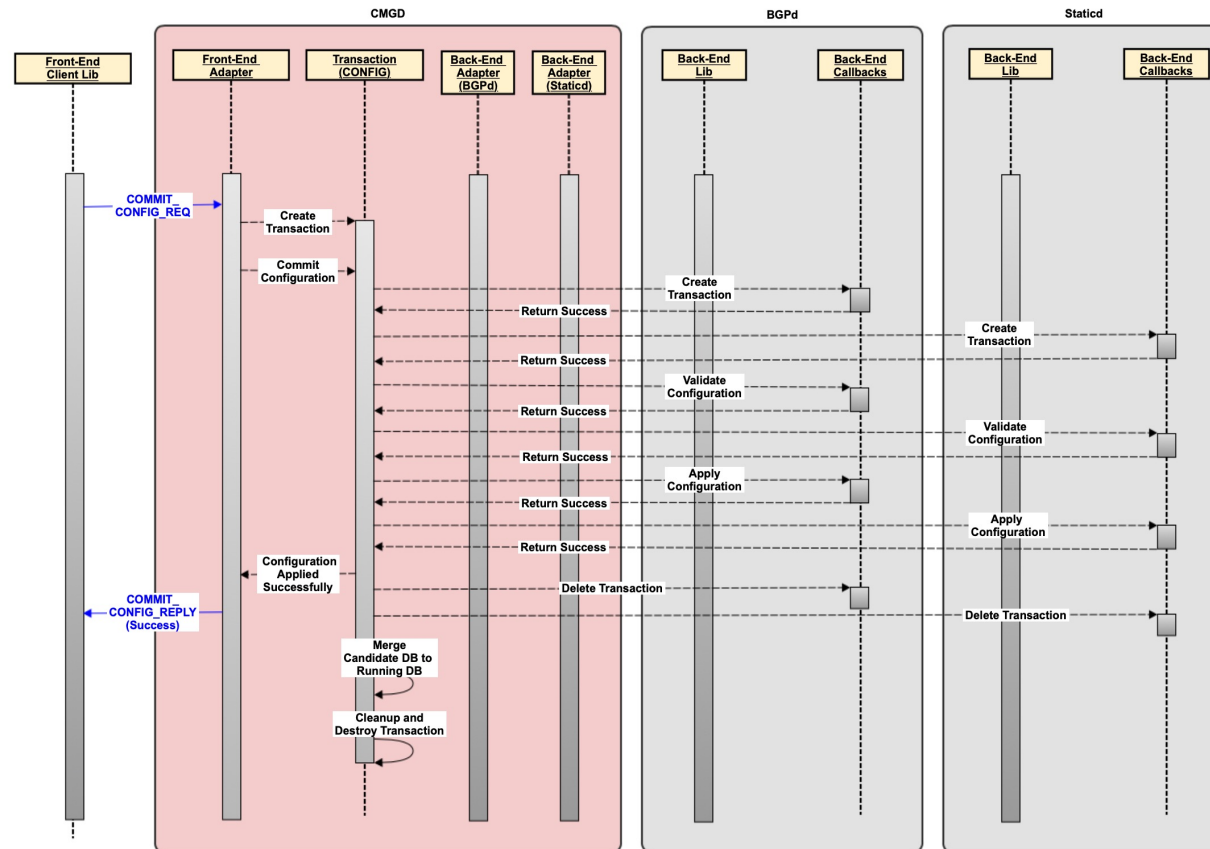 CMGD
BGPd
Staticd
Front-End
Client Lib
Front-End
Adapter
Transaction
(CONFIG)
Back-End
Adapter
(BGPd)
Back-End
Adapter
(Staticd)
Back-End
Lib
Back-End
Callbacks
Back-End
Lib
Back-End
Callbacks
COMMIT_
CONFIG_REQ
Create
Transaction
Commit
Configuration
Create
Transaction
Return Success
Create
Transaction
Return Success
Validate
Configuration
Return Success
Validate
Configuration
Return Success
Apply
Configuration
Return Success
Apply
Configuration
Return Success
Configuration
Applied
Successfully
Delete Transaction
COMMIT_
CONFIG_REPLY
(Success)
Delete Transaction
Merge
Candidate DB to
Running DB
Cleanup and
Destroy Transaction